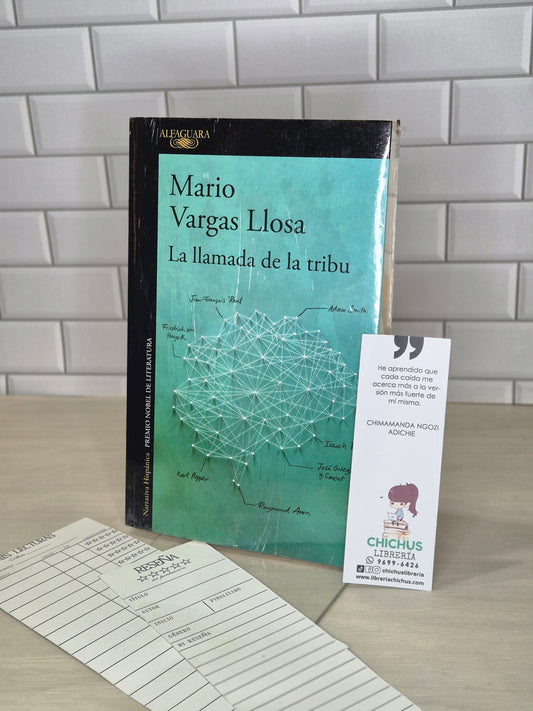 ALFAGUARA
Mario
Vargas Llosa
La llamada de la tribu
Jean-François Revel
Adam Smith
Friedrich von
Hayek
Isaiah
José Ortega
y Gasset
Karl Popper
Raymond Aron
Narrativa Hispánica PREMIO NOBEL DE LITERATURA
He aprendido que
cada caída me
acerca más a la ver-
sión más fuerte de
mí misma.
CHIMAMANDA NGOZI
ADICHIE
CHICHUS
LIBRERÍA
9699-6426
chichuslibreria
www.libreriachichus.com
LECTURAS
RESEÑA
TÍTULO
AUTOR
INICIO
FINALIZADO
GÉNERO
MI RESEÑA